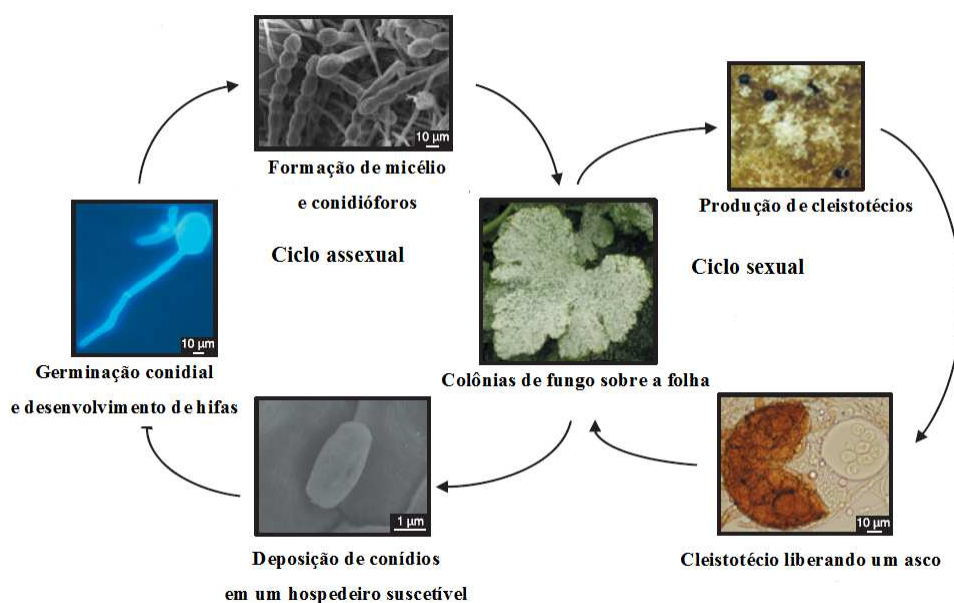 10 µm
Formação de micélio
e conidióforos
Produção de cleistotécios
Ciclo assexual
Ciclo sexual
10 µm
Germinação conidial
e desenvolvimento de hifas
Colônias de fungo sobre a folha
1 µm
10 µm
Deposição de conídios
em um hospedeiro suscetível
Cleistotécio liberando um asco